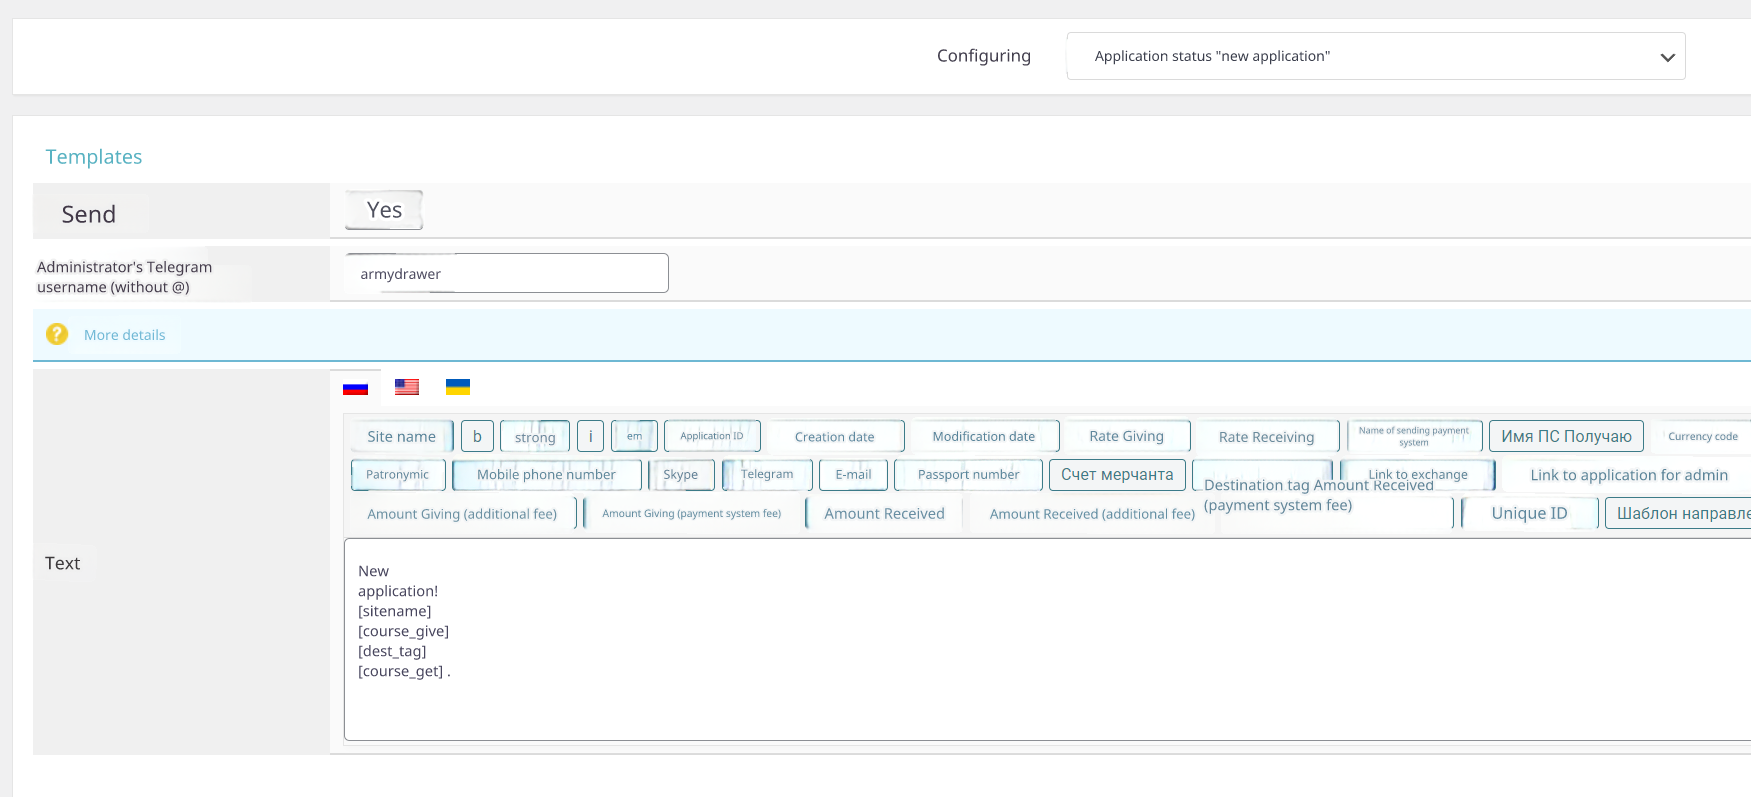 Configuring
Application status "new application"
Templates
Send
Yes
Administrator's Telegram
username (without @)
armydrawer
More details
Site name b strong i em Application ID Creation date Modification date Rate Giving Rate Receiving Name of sending payment system Имя ПС Получаю Currency code
Patronymic Mobile phone number Skype Telegram E-mail Passport number Счет мерчанта Link to exchange Link to application for admin
Destination tag Amount Received
(payment system fee)
Amount Giving (additional fee) Amount Giving (payment system fee) Amount Received Amount Received (additional fee) Unique ID Шаблон направле
Text
New
application!
[sitename]
[course_give]
[dest_tag]
[course_get] .